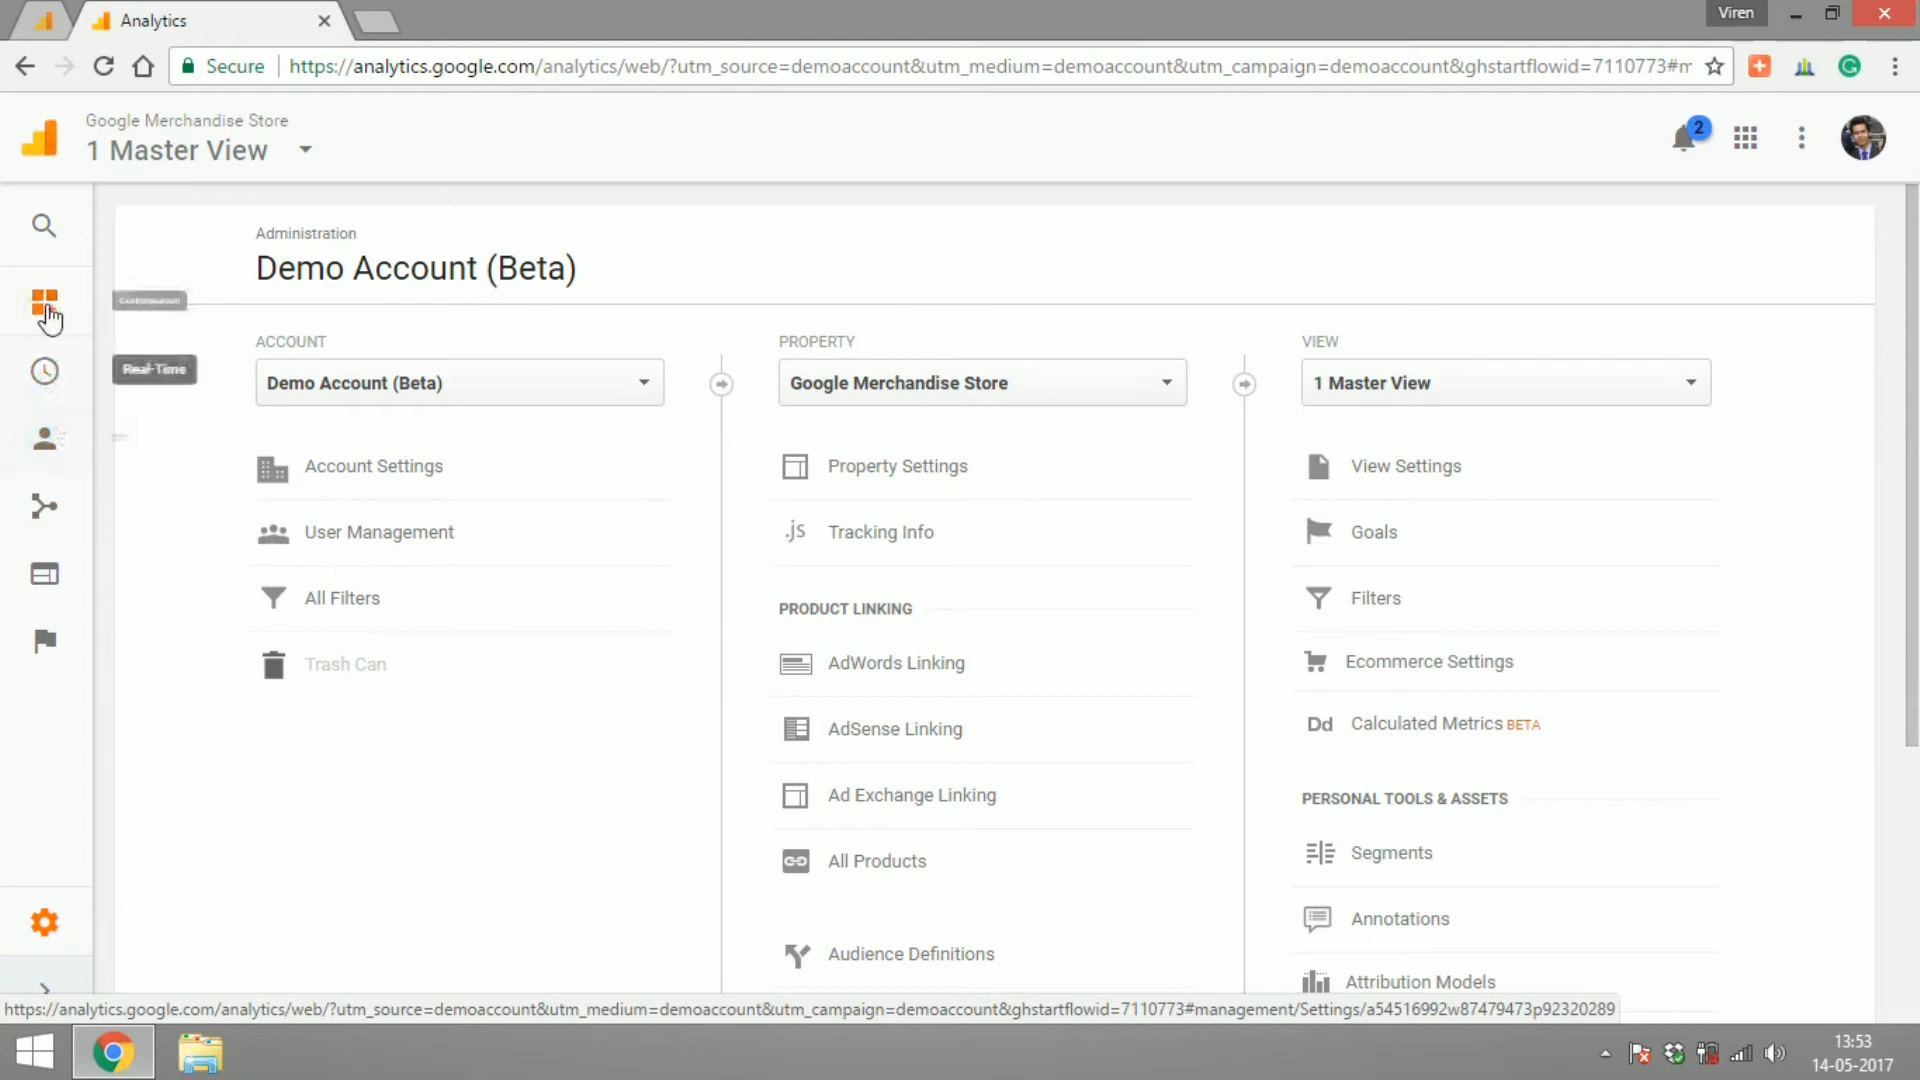 Analytics
Viren
Secure
https://analytics.google.com/analytics/web/?utm_source=demoaccount&utm_medium=demoaccount&utm_campaign=demoaccount&ghstartflowid=7110773#m
Google Merchandise Store
1 Master View
2
Administration
Demo Account (Beta)
Real-Time
ACCOUNT
Demo Account (Beta)
Account Settings
User Management
All Filters
Trash Can
PROPERTY
Google Merchandise Store
Property Settings
.js Tracking Info
PRODUCT LINKING
AdWords Linking
AdSense Linking
Ad Exchange Linking
All Products
Audience Definitions
VIEW
1 Master View
View Settings
Goals
Filters
Ecommerce Settings
Dd Calculated Metrics BETA
PERSONAL TOOLS & ASSETS
Segments
Annotations
Attribution Models
https://analytics.google.com/analytics/web/?utm_source=demoaccount&utm_medium=demoaccount&utm_campaign=demoaccount&ghstartflowid=7110773#management/Settings/a54516992w87479473p92320289
13:53
14-05-2017